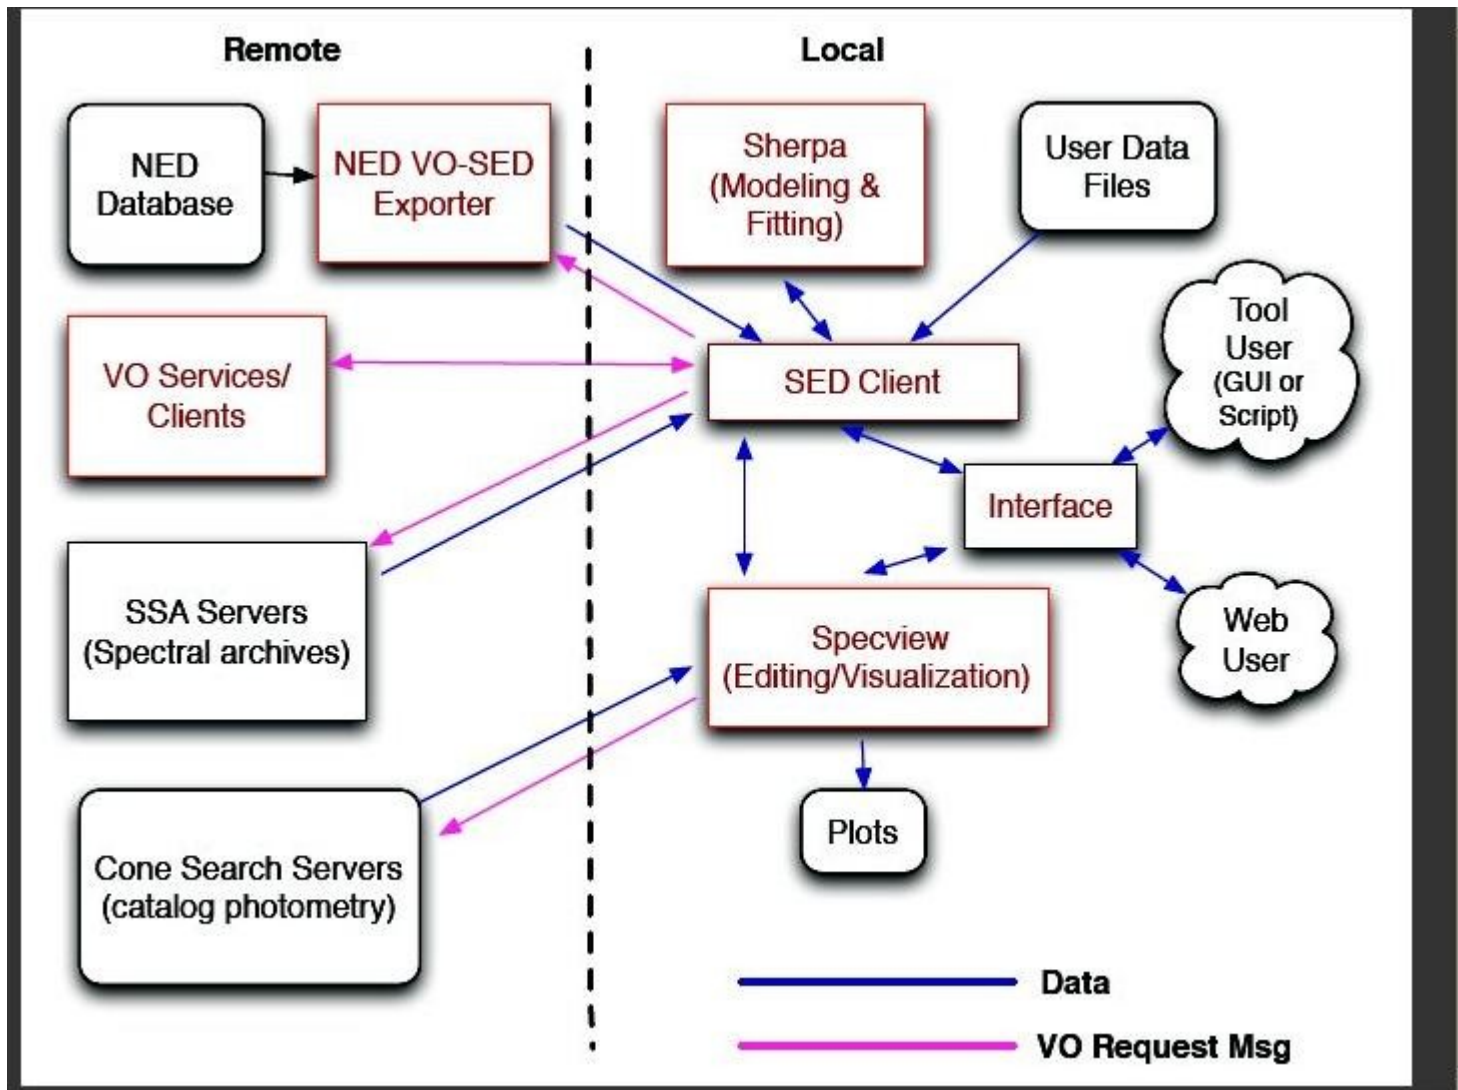 Remote
Local
NED
Database
NED VO-SED
Exporter
Sherpa
(Modeling &
Fitting)
User Data
Files
VO Services/
Clients
SED Client
Tool
User
(GUI or
Script)
Interface
SSA Servers
(Spectral archives)
Specview
(Editing/Visualization)
Web
User
Cone Search Servers
(catalog photometry)
Plots
Data
VO Request Msg